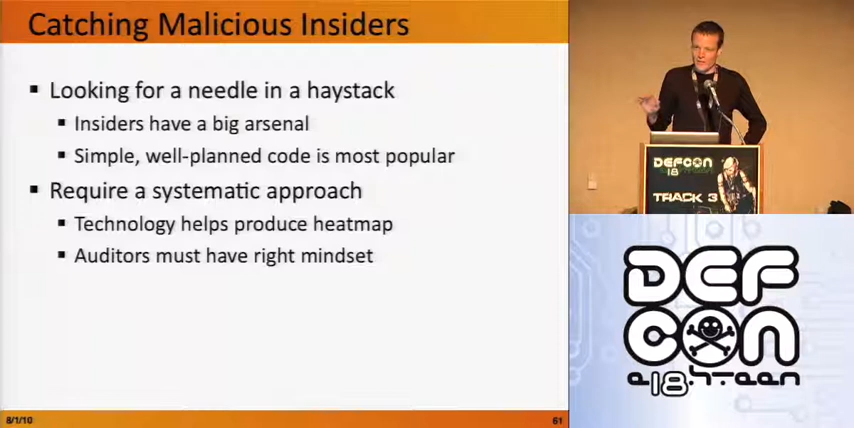 Catching Malicious Insiders
▪ Looking for a needle in a haystack
▪ Insiders have a big arsenal
▪ Simple, well-planned code is most popular
▪ Require a systematic approach
▪ Technology helps produce heatmap
▪ Auditors must have right mindset
8/1/10
61
DEFCON
18
TRACK 3
DEF
CON
e18hteen